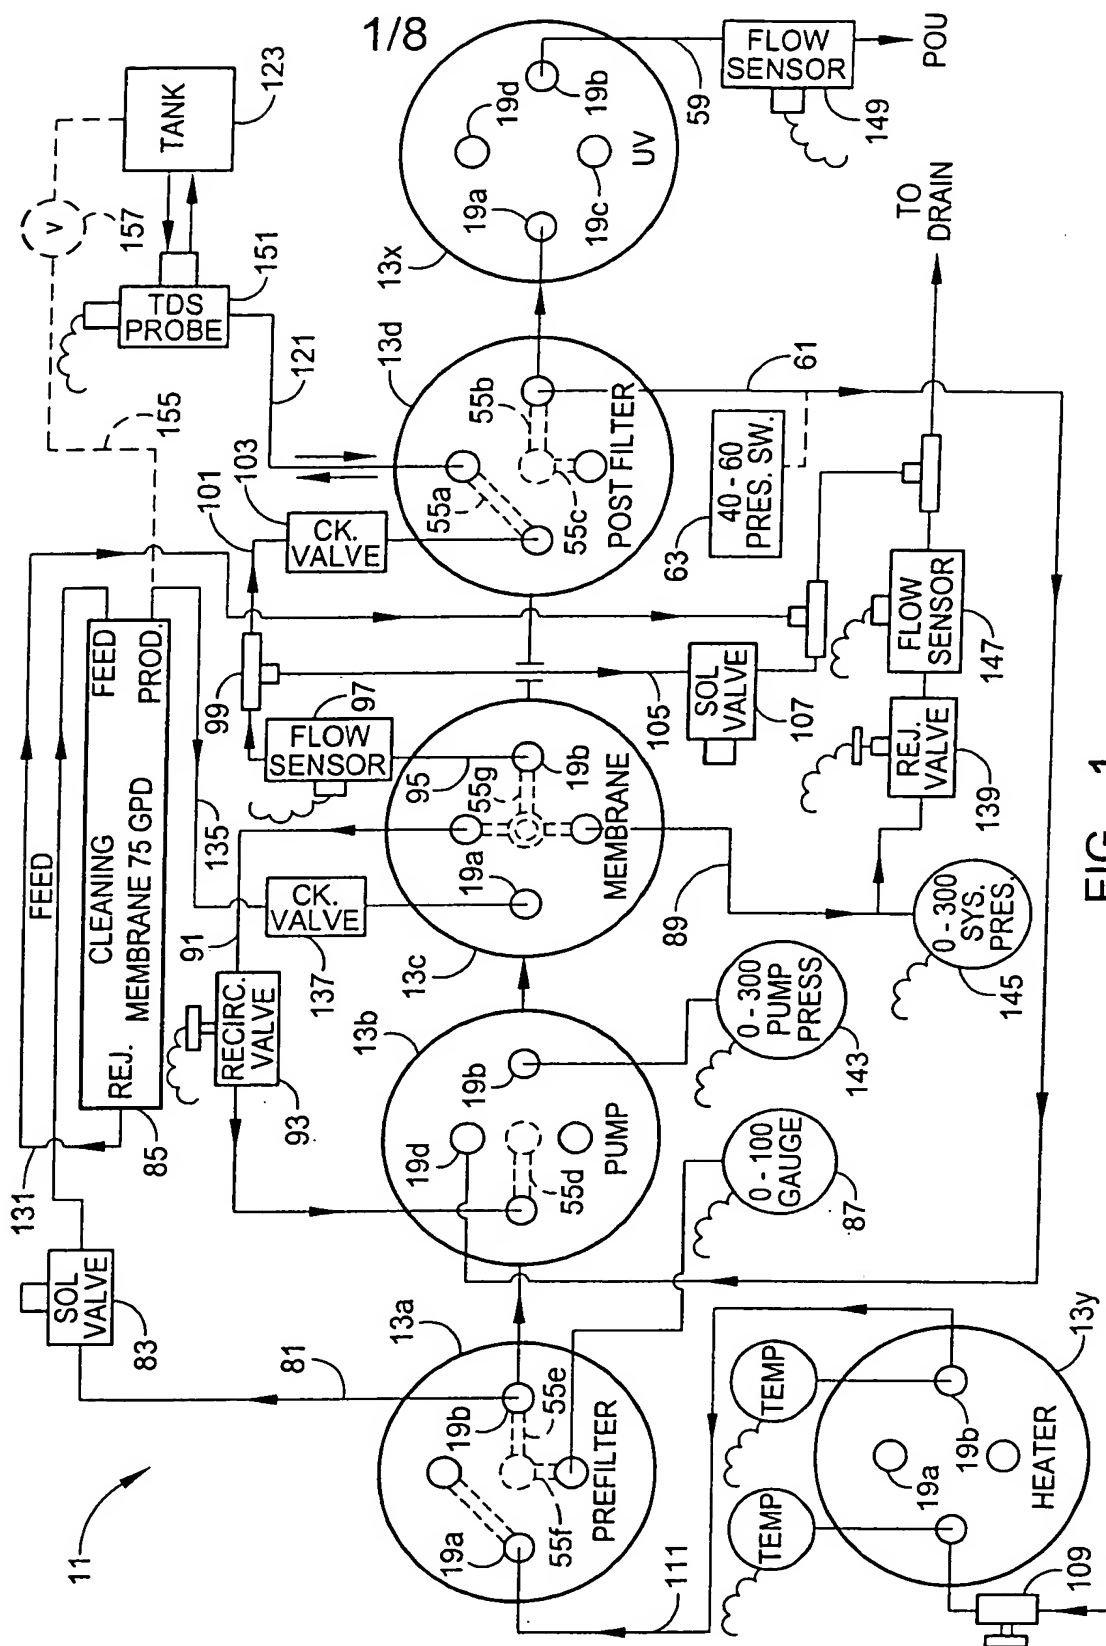 1/8
TANK
123
V
157
TDS
PROBE
151
121
155
FLOW
SENSOR
149
POU
59
19d
19b
19a
19c
UV
13x
TO
DRAIN
13d
55a
55b
55c
POST FILTER
61
40 - 60
PRES. SW.
63
101
103
CK.
VALVE
99
97
FLOW
SENSOR
95
105
SOL
VALVE
107
FLOW
SENSOR
147
REJ.
VALVE
139
FEED
FEED
PROD.
CLEANING
MEMBRANE 75 GPD
REJ.
85
131
135
91
CK.
VALVE
137
RECIRC.
VALVE
93
19a
55g
19b
MEMBRANE
13c
89
0 - 300
SYS.
PRES.
145
13b
19d
19b
55d
PUMP
0 - 300
PUMP
PRESS
143
0 - 100
GAUGE
87
SOL
VALVE
83
81
13a
19b
19a
55e
55f
PREFILTER
11
111
TEMP
TEMP
13y
19a
19b
HEATER
109
FIG. 1